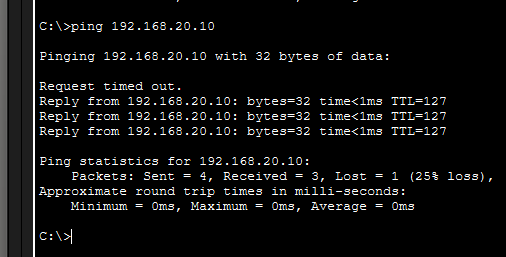 C:\>ping 192.168.20.10
Pinging 192.168.20.10 with 32 bytes of data:
Request timed out.
Reply from 192.168.20.10: bytes=32 time<1ms TTL=127
Reply from 192.168.20.10: bytes=32 time<1ms TTL=127
Reply from 192.168.20.10: bytes=32 time<1ms TTL=127
Ping statistics for 192.168.20.10:
    Packets: Sent = 4, Received = 3, Lost = 1 (25% loss),
Approximate round trip times in milli-seconds:
    Minimum = 0ms, Maximum = 0ms, Average = 0ms
C:\>